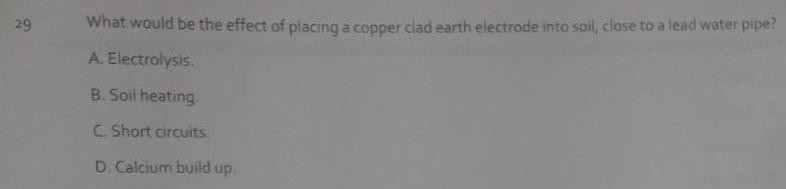 29 What would be the effect of placing a copper clad earth electrode into soil, close to a lead water pipe?
A. Electrolysis.
B. Soil heating.
C. Short circuits.
D. Calcium build up.